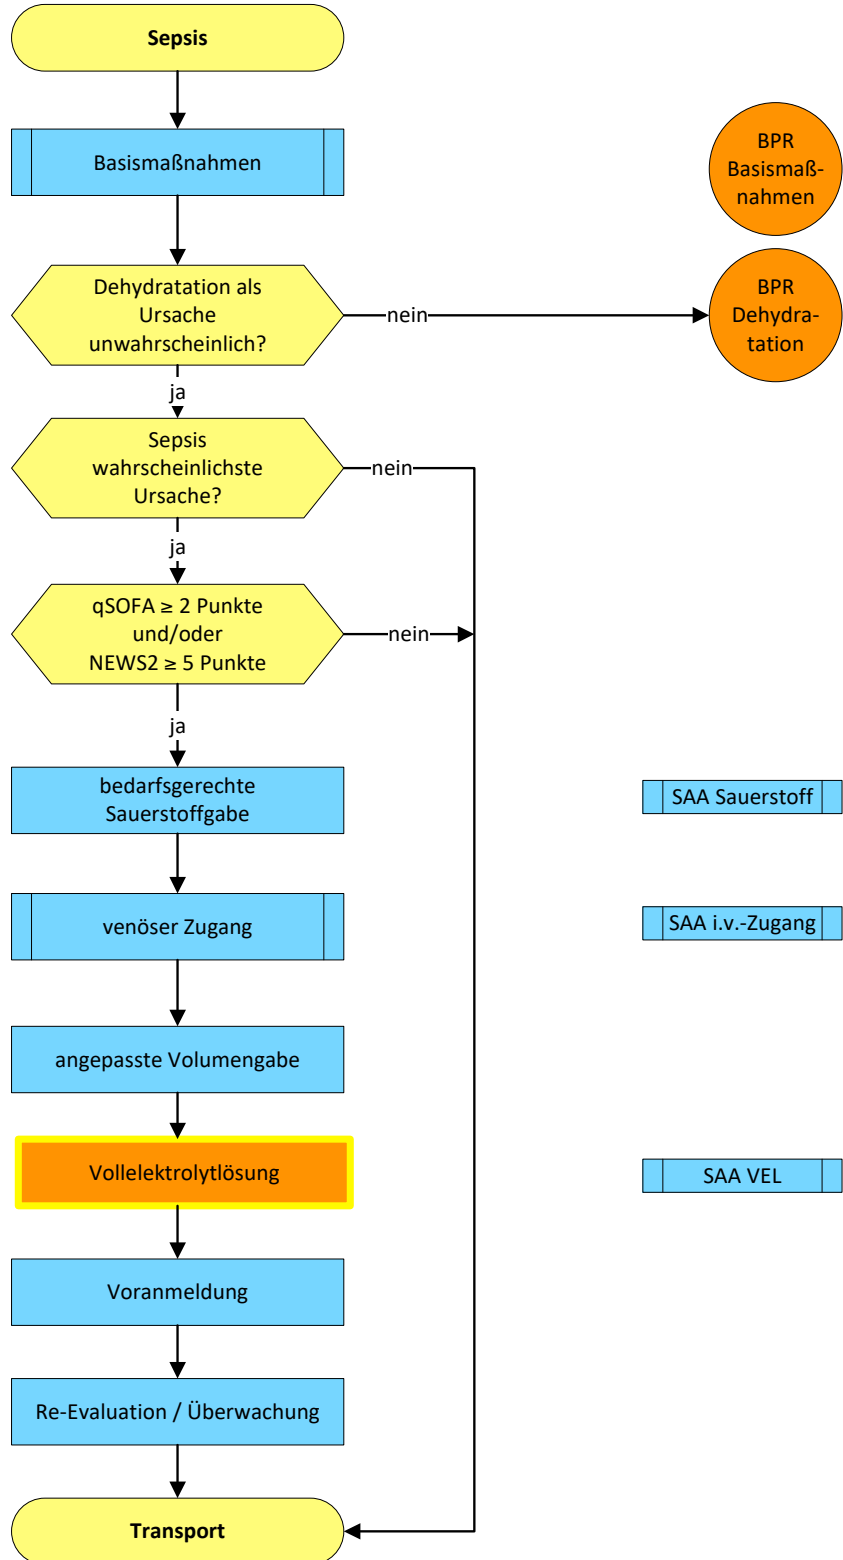 Sepsis
Basismaßnahmen
BPR
Basismaß-
nahmen
Dehydratation als
Ursache
unwahrscheinlich?
nein
BPR
Dehydra-
tation
ja
Sepsis
wahrscheinlichste
Ursache?
nein
ja
qSOFA ≥ 2 Punkte
und/oder
NEWS2 ≥ 5 Punkte
nein
ja
bedarfsgerechte
Sauerstoffgabe
SAA Sauerstoff
venöser Zugang
SAA i.v.-Zugang
angepasste Volumengabe
Vollelektrolytlösung
SAA VEL
Voranmeldung
Re-Evaluation / Überwachung
Transport